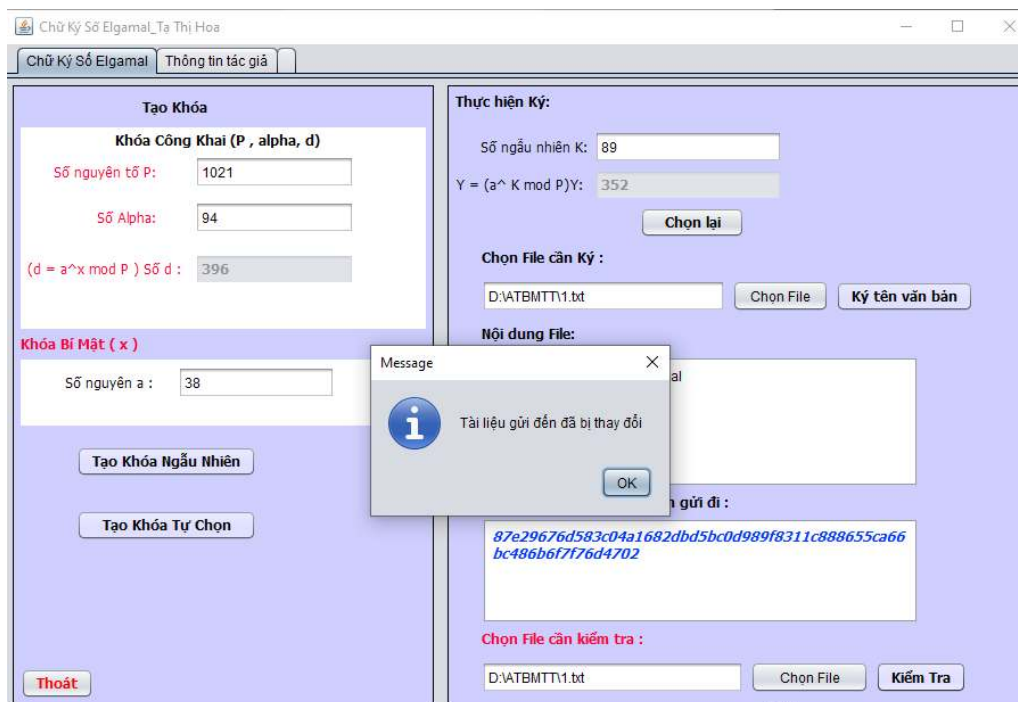 Chữ Ký Số Elgamal_Tạ Thị Hoa
Chữ Ký Số Elgamal Thông tin tác giả
Tạo Khóa
Khóa Công Khai (P , alpha, d)
Số nguyên tố P: 1021
Số Alpha: 94
(d = a^x mod P ) Số d : 396
Khóa Bí Mật ( x )
Số nguyên a : 38
Tạo Khóa Ngẫu Nhiên
Tạo Khóa Tự Chọn
Thoát
Thực hiện Ký:
Số ngẫu nhiên K: 89
Y = (a^ K mod P)Y: 352
Chọn lại
Chọn File cần Ký :
D:\ATBMTT\1.txt Chọn File Ký tên văn bản
Nội dung File:
al
Message
Tài liệu gửi đến đã bị thay đổi
OK
gửi đi :
87e29676d583c04a1682dbd5bc0d989f8311c888655ca66
bc486b6f7f76d4702
Chọn File cần kiểm tra :
D:\ATBMTT\1.txt Chọn File Kiểm Tra